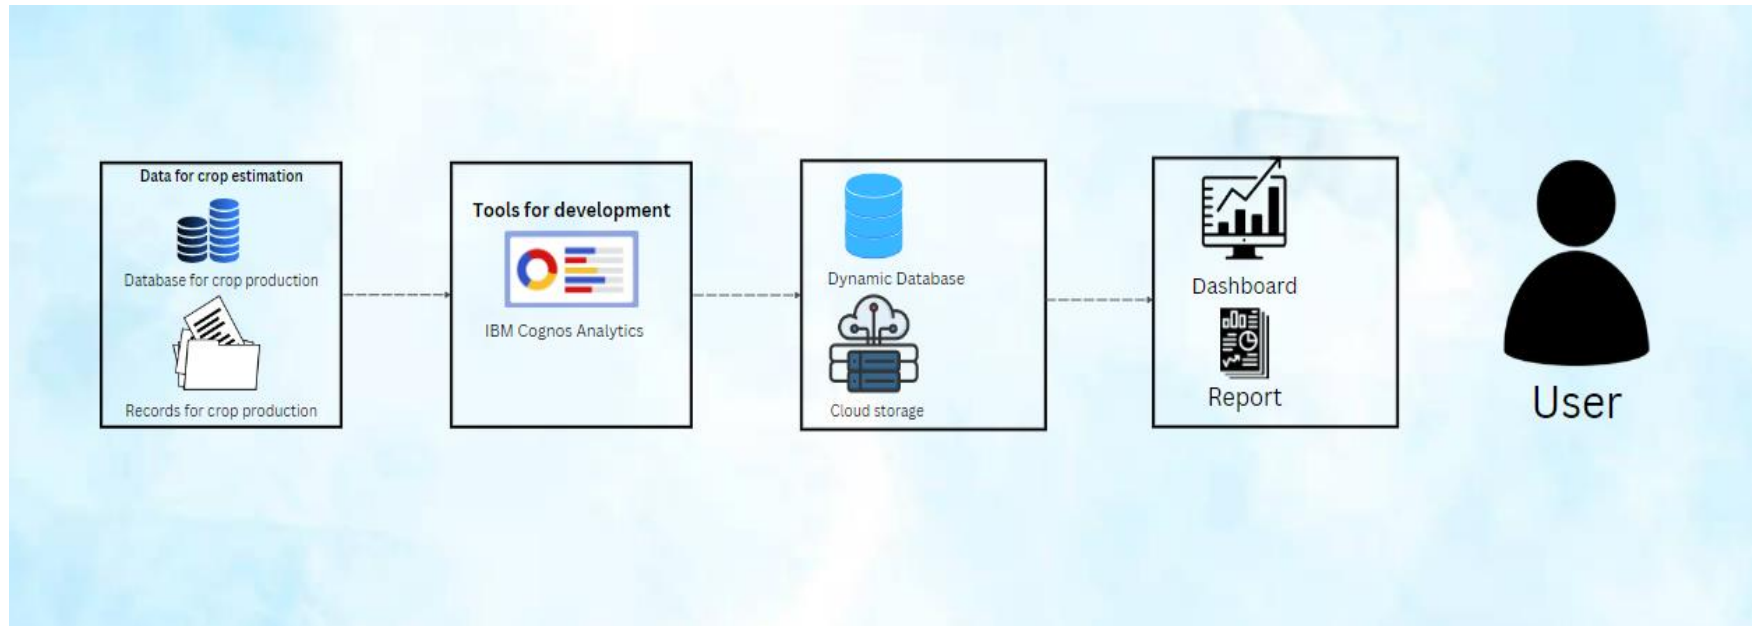 Data for crop estimation
Database for crop production
Records for crop production
Tools for development
IBM Cognos Analytics
Dynamic Database
Cloud storage
Dashboard
Report
User